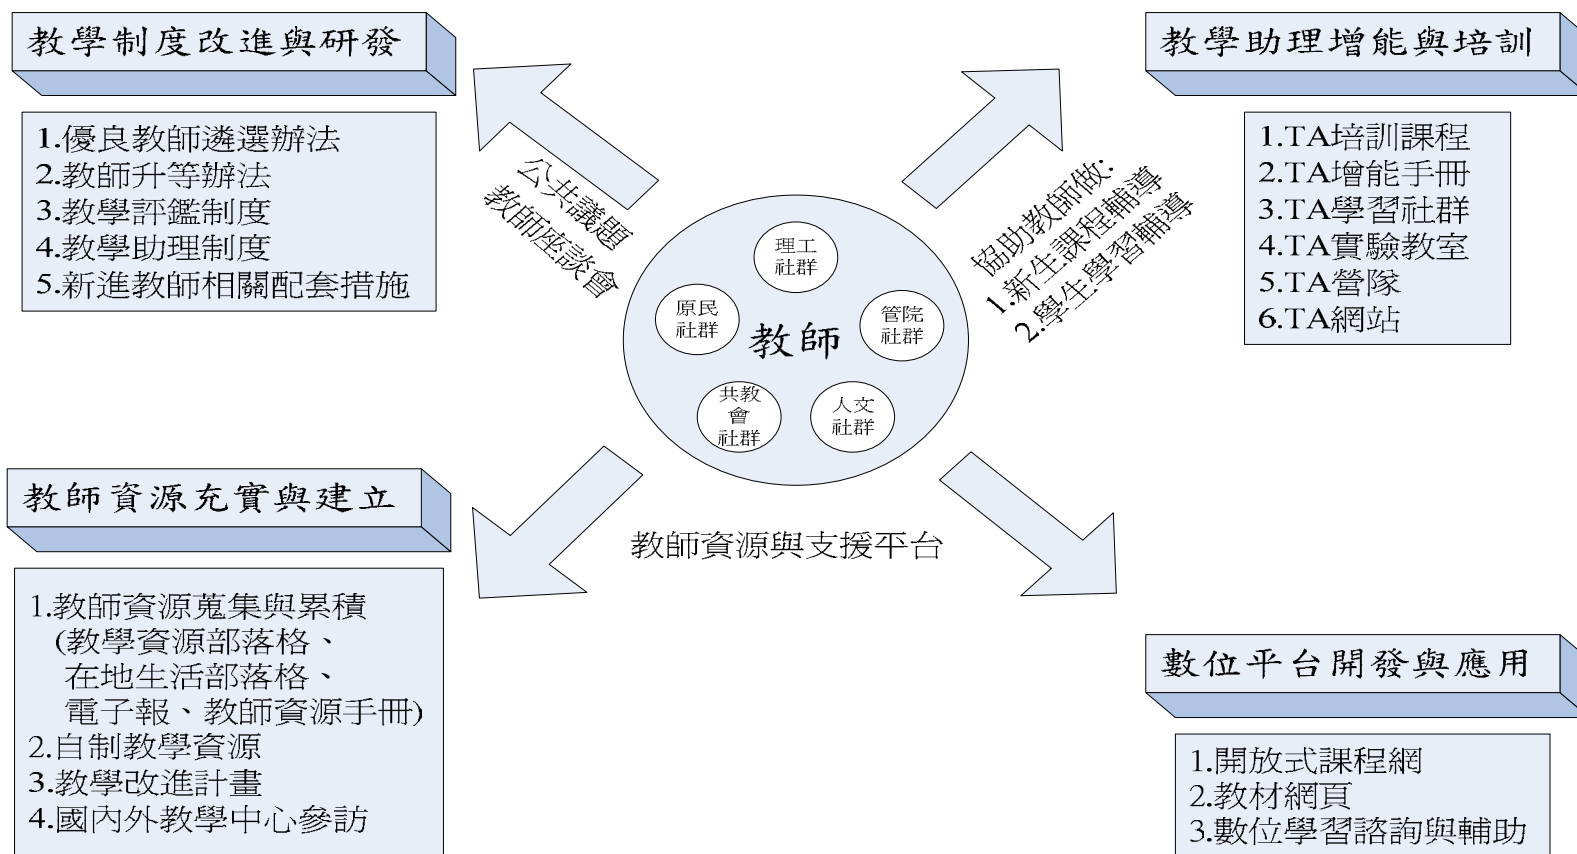 教學制度改進與研發
1.優良教師遴選辦法
2.教師升等辦法
3.教學評鑑制度
4.教學助理制度
5.新進教師相關配套措施
公共議題
教師座談會
教學助理增能與培訓
1.TA培訓課程
2.TA增能手冊
3.TA學習社群
4.TA實驗教室
5.TA營隊
6.TA網站
協助教師做:
1.新生課程輔導
2.學生學習輔導
理工
社群
原民
社群
管院
社群
教師
共教
會
社群
人文
社群
教師資源與支援平台
教師資源充實與建立
1.教師資源蒐集與累積
(教學資源部落格、
在地生活部落格、
電子報、教師資源手冊)
2.自制教學資源
3.教學改進計畫
4.國內外教學中心參訪
數位平台開發與應用
1.開放式課程網
2.教材網頁
3.數位學習諮詢與輔助